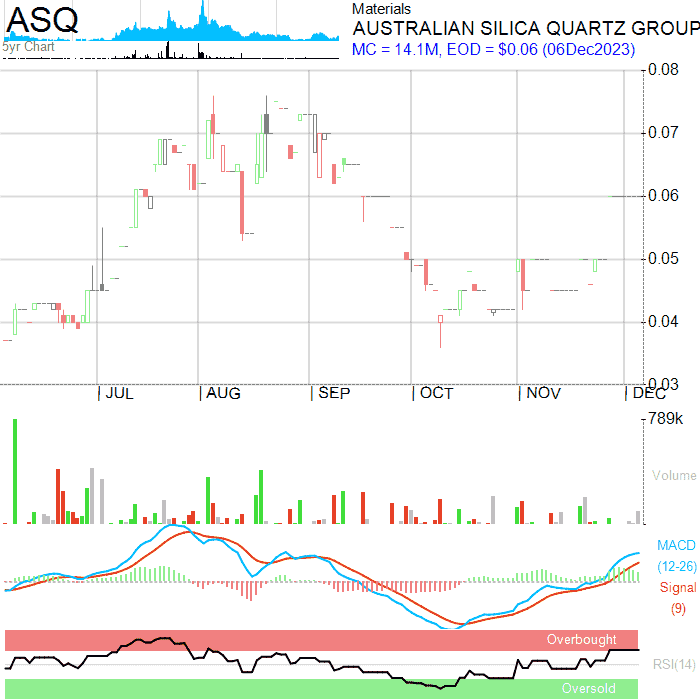 ASQ
5yr Chart
Materials
AUSTRALIAN SILICA QUARTZ GROUP
MC = 14.1M, EOD = $0.06 (06Dec2023)
0.08
0.07
0.06
0.05
0.04
0.03
JUL AUG SEP OCT NOV DEC
789k
Volume
MACD
(12-26)
Signal
(9)
Overbought
RSI(14)
Oversold